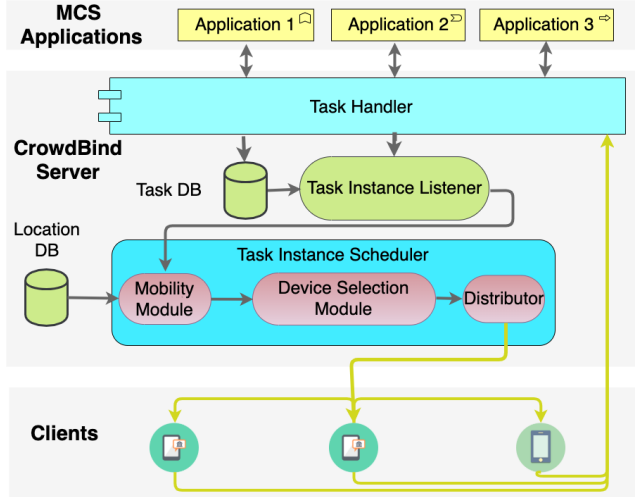 MCS
Applications
Application 1
Application 2
Application 3
Task Handler
CrowdBind
Server
Task DB
Task Instance Listener
Location
DB
Task Instance Scheduler
Mobility
Module
Device Selection
Module
Distributor
Clients